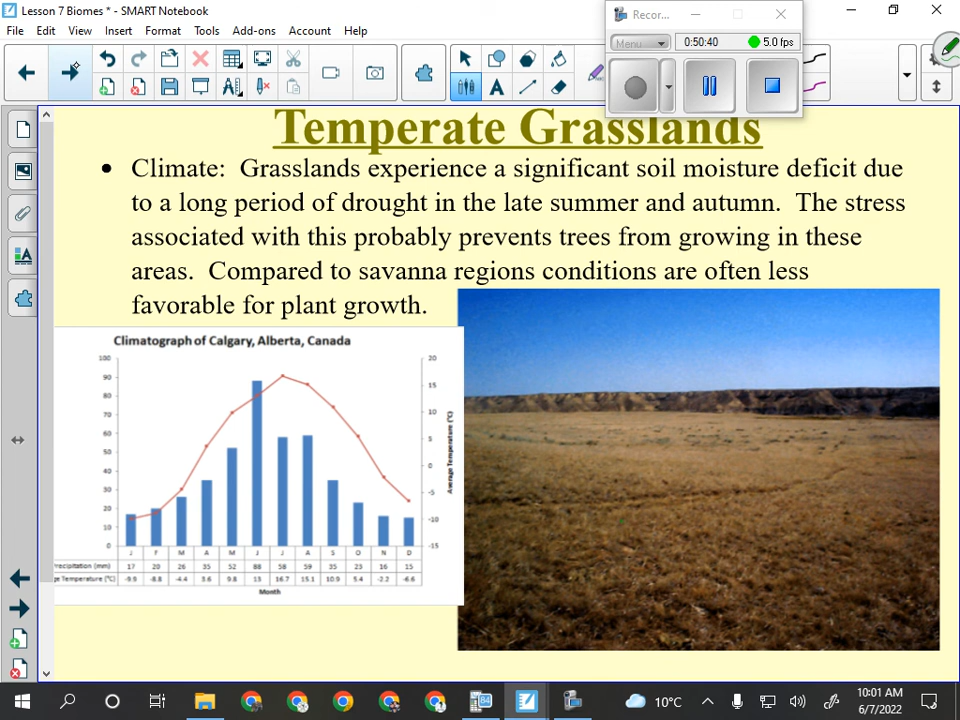 Lesson 7 Biomes * - SMART Notebook
File Edit View Insert Format Tools Add-ons Account Help
Recor...
Menu 0:50:40 5.0 fps
Temperate Grasslands
• Climate: Grasslands experience a significant soil moisture deficit due
to a long period of drought in the late summer and autumn. The stress
associated with this probably prevents trees from growing in these
areas. Compared to savanna regions conditions are often less
favorable for plant growth.
Climatograph of Calgary, Alberta, Canada
100
90
80
70
60
50
40
30
20
10
0
20
15
10
5
0
-5
-10
-15
Average Temperature (°C)
J F M A M J J A S O N D
recipitation (mm) 17 20 26 35 52 88 58 59 35 23 16 15
ge Temperature (°C) -9.9 -8.8 -4.4 3.6 9.8 13 16.7 15.1 10.9 5.4 -2.2 -6.6
Month
10°C
10:01 AM
6/7/2022